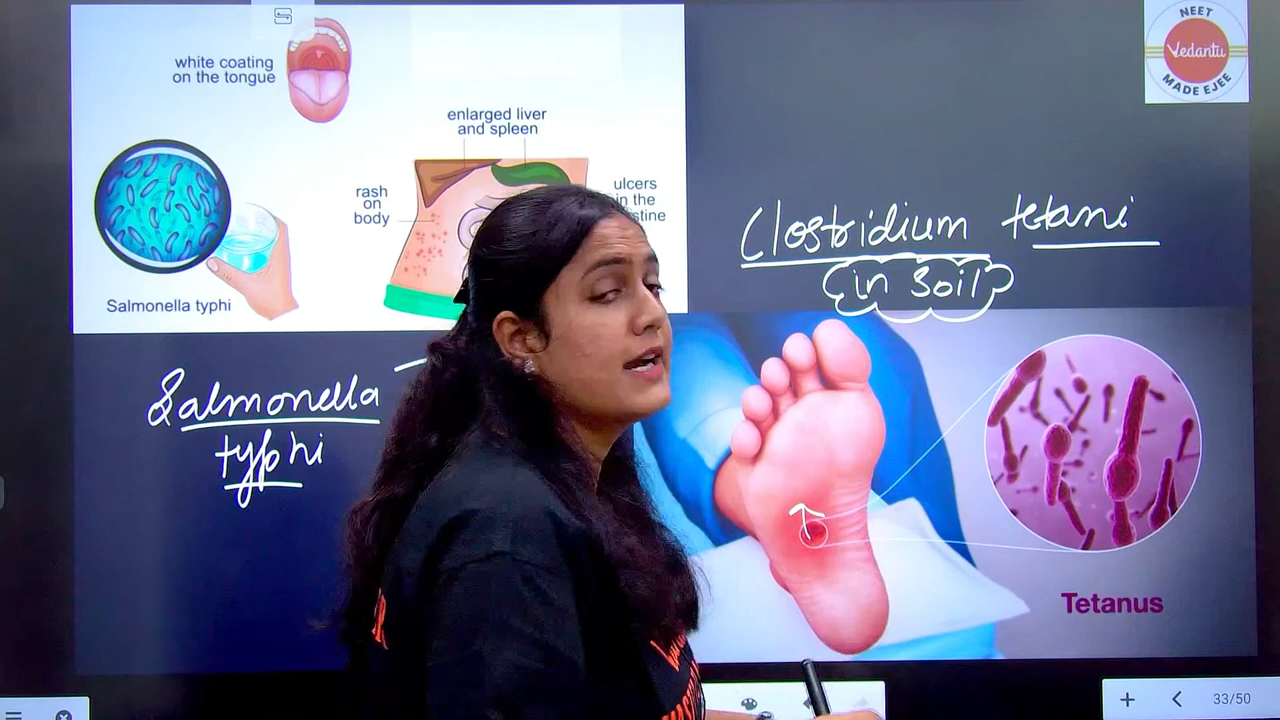 white coating
on the tongue
enlarged liver
and spleen
rash
on
body
ulcers
in the
Salmonella typhi
Salmonella
typhi
Clostridium tetani
in Soil
Tetanus
NEET
Vedantu
MADE EJEE
33/50